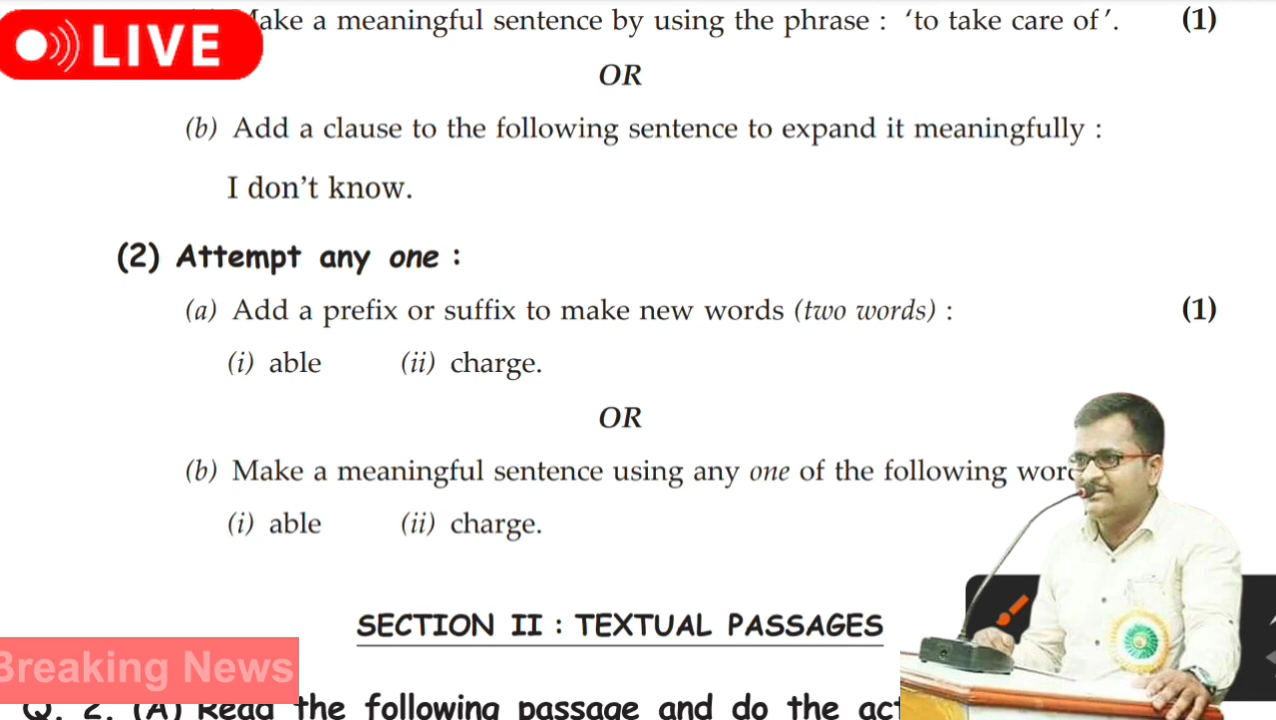 LIVE
ake a meaningful sentence by using the phrase : ‘to take care of’. (1)
OR
(b) Add a clause to the following sentence to expand it meaningfully :
I don’t know.
(2) Attempt any one :
(a) Add a prefix or suffix to make new words (two words) : (1)
(i) able (ii) charge.
OR
(b) Make a meaningful sentence using any one of the following wor
(i) able (ii) charge.
SECTION II : TEXTUAL PASSAGES
Breaking News
Q. 2. (A) Read the following passage and do the act